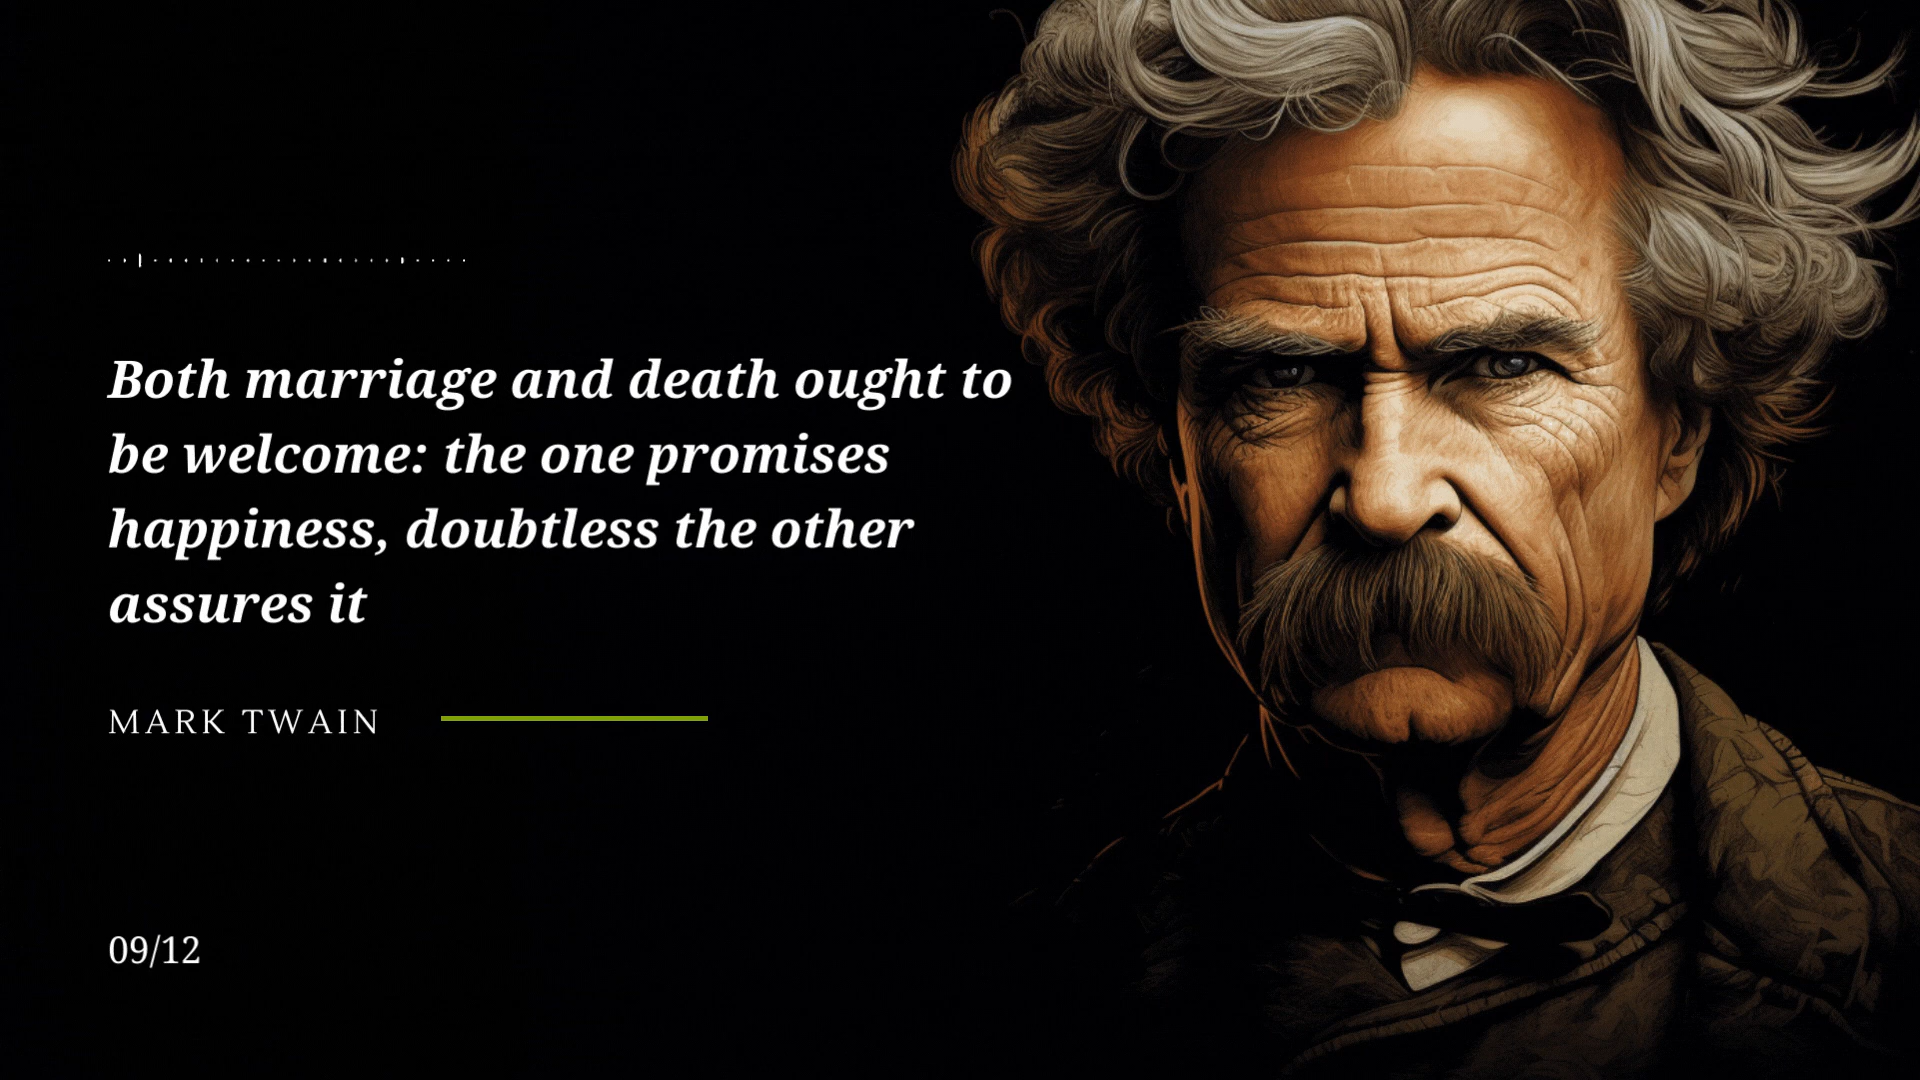 Both marriage and death ought to
be welcome: the one promises
happiness, doubtless the other
assures it
MARK TWAIN
09/12